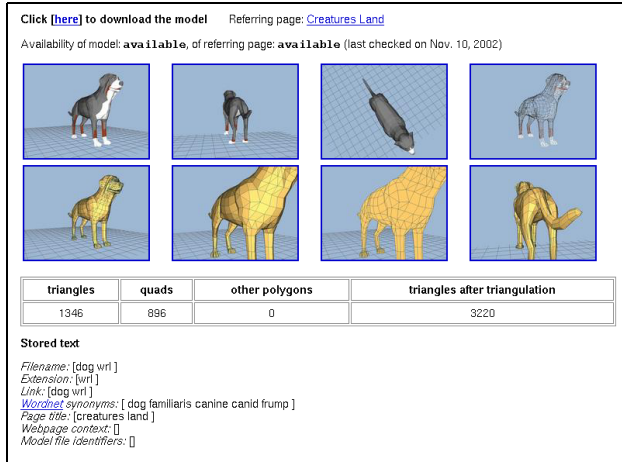 Click [here] to download the model Referring page: Creatures Land
Availability of model: available, of referring page: available (last checked on Nov. 10, 2002)
triangles quads other polygons triangles after triangulation
1346 896 0 3220
Stored text
Filename: [dog wrl ]
Extension: [wrl ]
Link: [dog wrl ]
Wordnet synonyms: [ dog familiaris canine canid frump ]
Page title: [creatures land ]
Webpage context: []
Model file identifiers: []